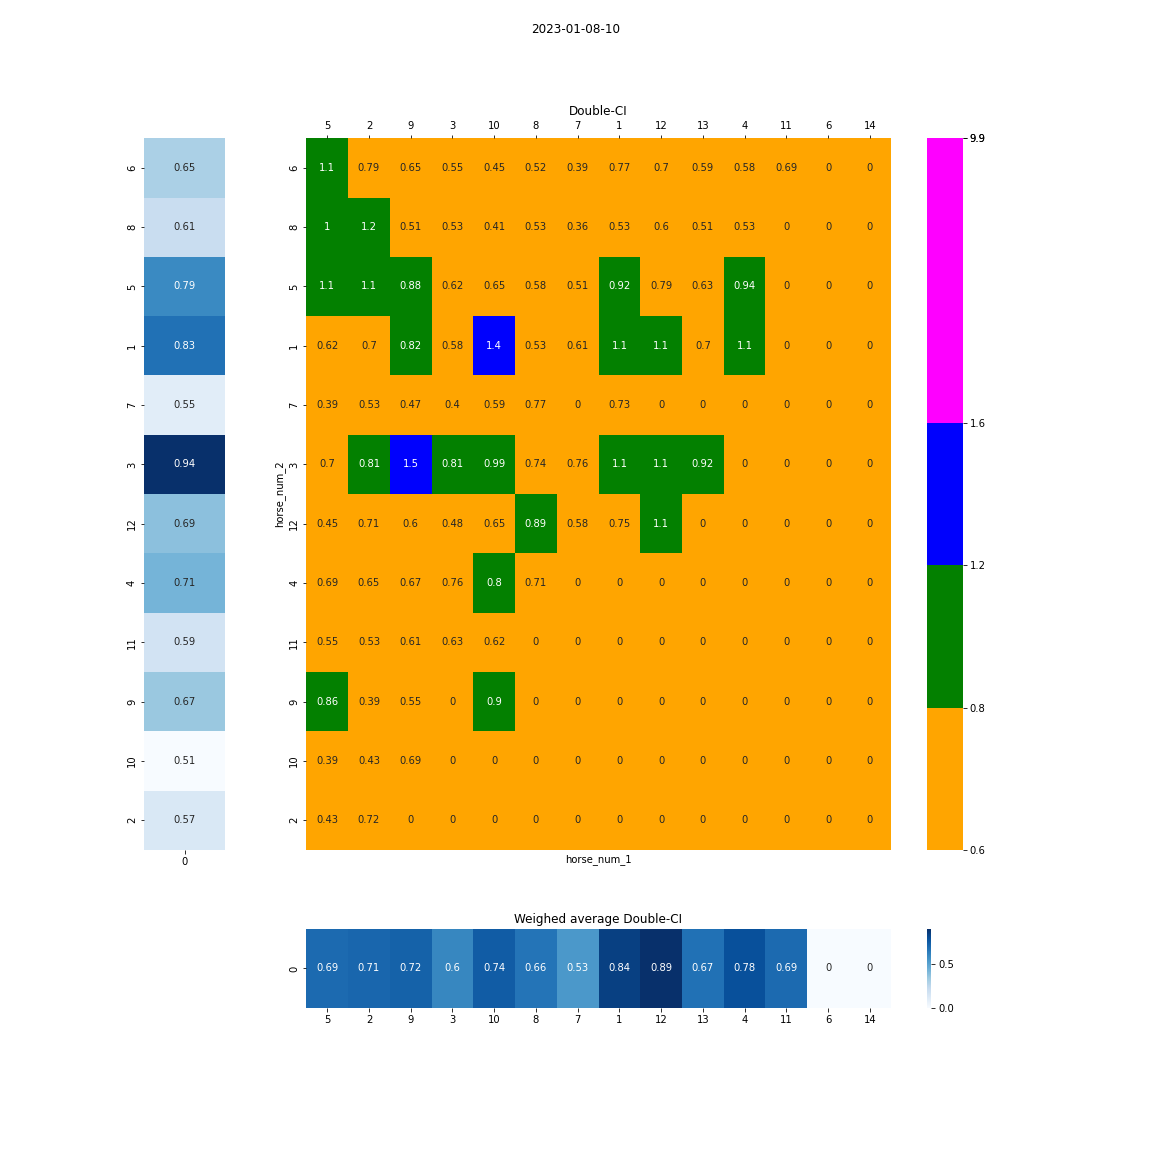 2023-01-08-10
Double-CI
5 2 9 3 10 8 7 1 12 13 4 11 6 14
6 0.65 6 1.1 0.79 0.65 0.55 0.45 0.52 0.39 0.77 0.7 0.59 0.58 0.69 0 0 9.9
8 0.61 8 1 1.2 0.51 0.53 0.41 0.53 0.36 0.53 0.6 0.51 0.53 0 0 0
5 0.79 5 1.1 1.1 0.88 0.62 0.65 0.58 0.51 0.92 0.79 0.63 0.94 0 0 0
1 0.83 1 0.62 0.7 0.82 0.58 1.4 0.53 0.61 1.1 1.1 0.7 1.1 0 0 0
7 0.55 7 0.39 0.53 0.47 0.4 0.59 0.77 0 0.73 0 0 0 0 0 0 1.6
3 0.94 3 0.7 0.81 1.5 0.81 0.99 0.74 0.76 1.1 1.1 0.92 0 0 0 0
horse_num_2
12 0.69 12 0.45 0.71 0.6 0.48 0.65 0.89 0.58 0.75 1.1 0 0 0 0 0
4 0.71 4 0.69 0.65 0.67 0.76 0.8 0.71 0 0 0 0 0 0 0 0 1.2
11 0.59 11 0.55 0.53 0.61 0.63 0.62 0 0 0 0 0 0 0 0 0
9 0.67 9 0.86 0.39 0.55 0 0.9 0 0 0 0 0 0 0 0 0 0.8
10 0.51 10 0.39 0.43 0.69 0 0 0 0 0 0 0 0 0 0 0
2 0.57 2 0.43 0.72 0 0 0 0 0 0 0 0 0 0 0 0 0.6
0 horse_num_1
Weighed average Double-CI
0 0.69 0.71 0.72 0.6 0.74 0.66 0.53 0.84 0.89 0.67 0.78 0.69 0 0 0.5
0.0
5 2 9 3 10 8 7 1 12 13 4 11 6 14